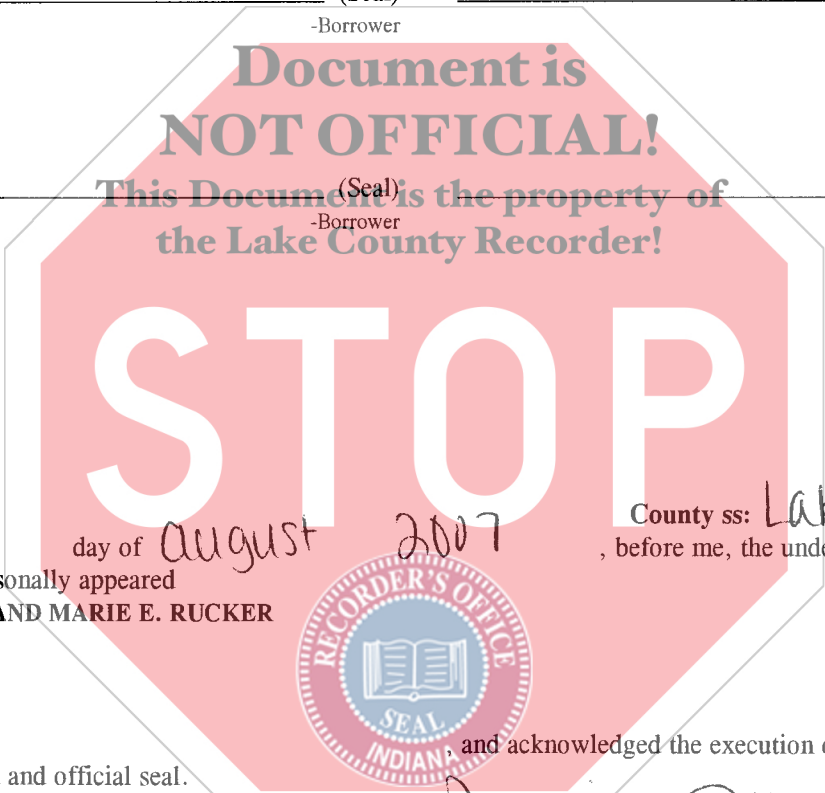 -Borrower
Document is
NOT OFFICIAL!
This Document is the property of
(Seal)
-Borrower
the Lake County Recorder!
STOP
County ss:
day of august 2007 , before me, the
sonally appeared
AND MARIE E. RUCKER
RECORDER'S OFFICE
SEAL
INDIANA
, and acknowledged the execution
and official seal.